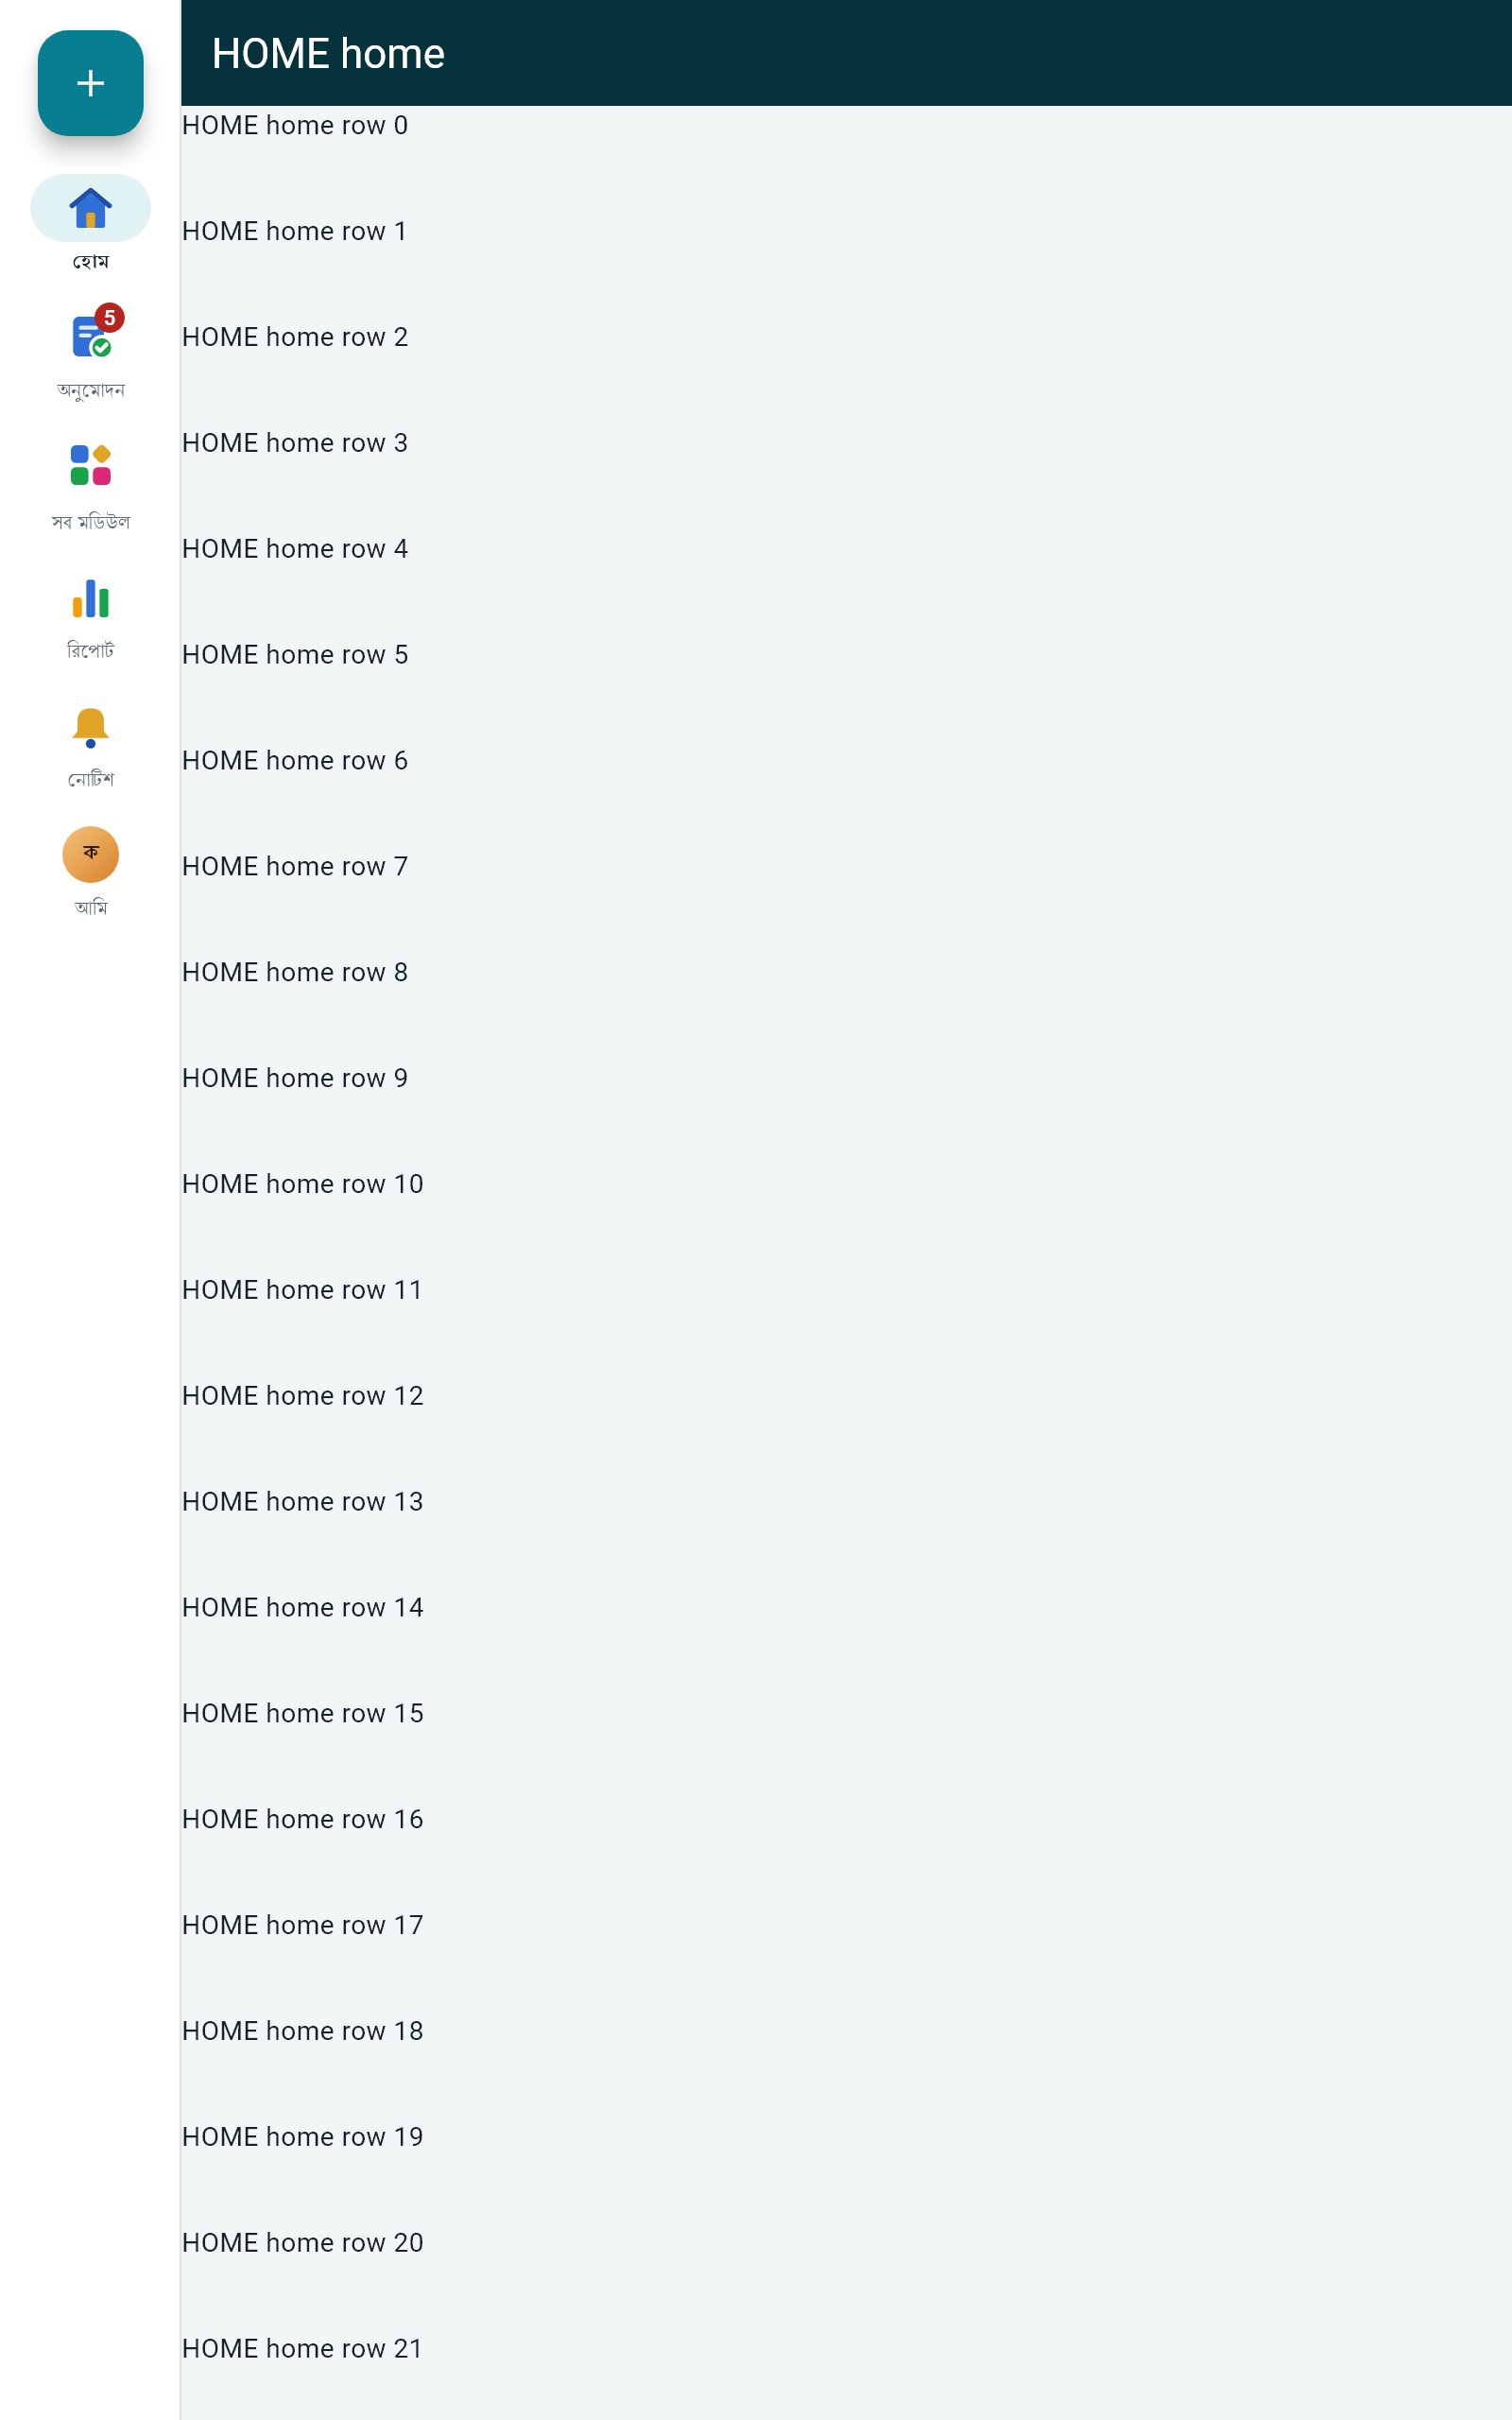 HOME home
হোম
5
অনুমোদন
সব মডিউল
রিপোর্ট
নোটিশ
ক
আমি
HOME home row 0
HOME home row 1
HOME home row 2
HOME home row 3
HOME home row 4
HOME home row 5
HOME home row 6
HOME home row 7
HOME home row 8
HOME home row 9
HOME home row 10
HOME home row 11
HOME home row 12
HOME home row 13
HOME home row 14
HOME home row 15
HOME home row 16
HOME home row 17
HOME home row 18
HOME home row 19
HOME home row 20
HOME home row 21